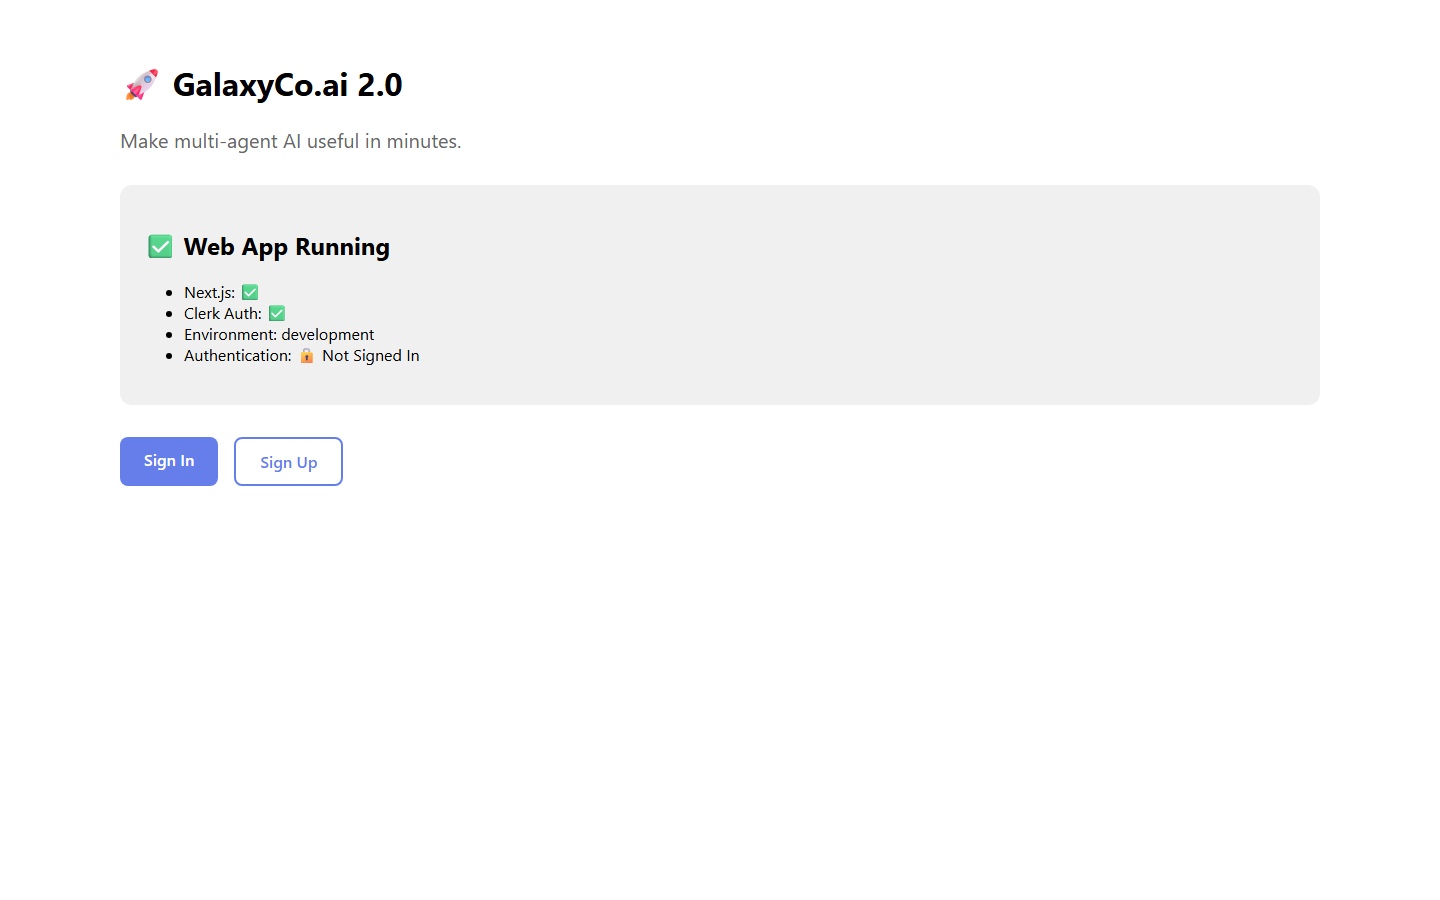 🚀 GalaxyCo.ai 2.0
Make multi-agent AI useful in minutes.
✅ Web App Running
• Next.js: ✅
• Clerk Auth: ✅
• Environment: development
• Authentication: 🔒 Not Signed In
Sign In
Sign Up